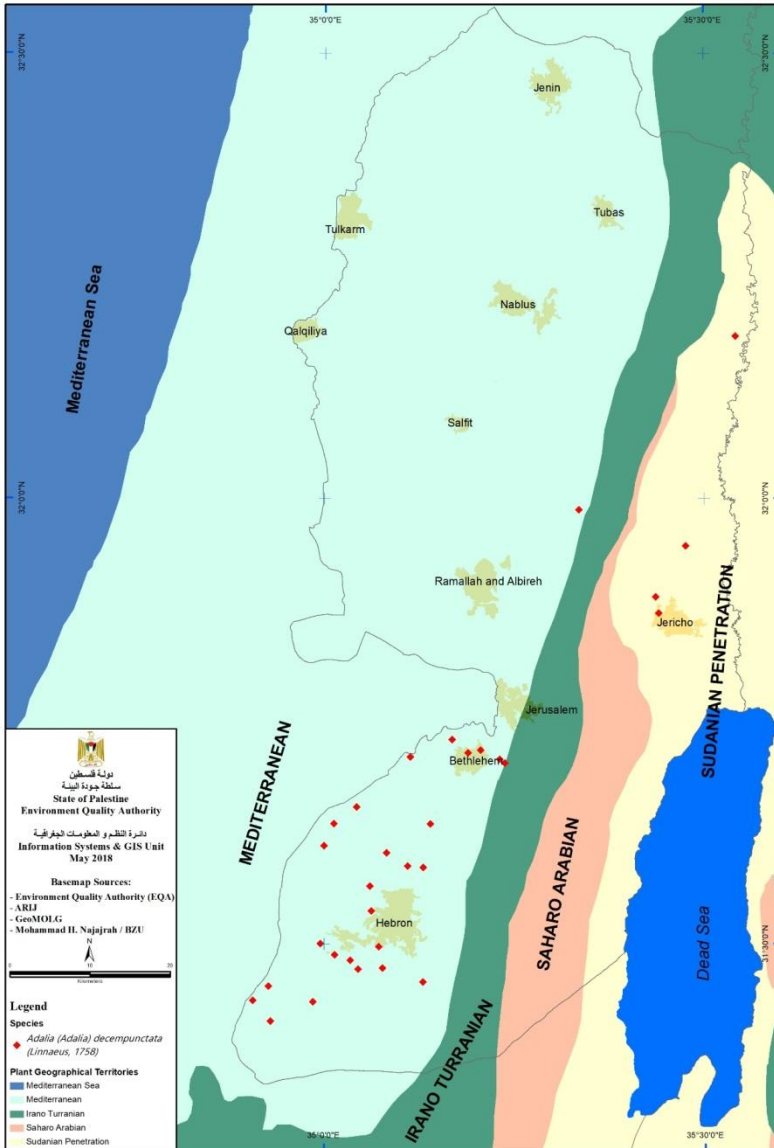 35°0'0"E
35°30'0"E
32°30'0"N
32°30'0"N
Jenin
Tubas
Tulkarm
Mediterranean Sea
Nablus
Qalqiliya
Salfit
32°0'0"N
32°0'0"N
Ramallah and Albireh
Jericho
SUDANIAN PENETRATION
Jerusalem
Bethlehem
MEDITERRANEAN
SAHARO ARABIAN
Hebron
31°30'0"N
Dead Sea
IRANO TURRANIAN
دولة فلسطين
سلطة جودة البيئة
State of Palestine
Environment Quality Authority
دائرة النظم و المعلومات الجغرافية
Information Systems & GIS Unit
May 2018
Basemap Sources:
- Environment Quality Authority (EQA)
- ARIJ
- GeoMOLG
- Mohammad H. Najajrah / BZU
N
0 10 20
Kilometers
Legend
Species
Adalia (Adalia) decempunctata
(Linnaeus, 1758)
Plant Geographical Territories
Mediterranean Sea
Mediterranean
Irano Turranian
Saharo Arabian
Sudanian Penetration
35°0'0"E
35°30'0"E